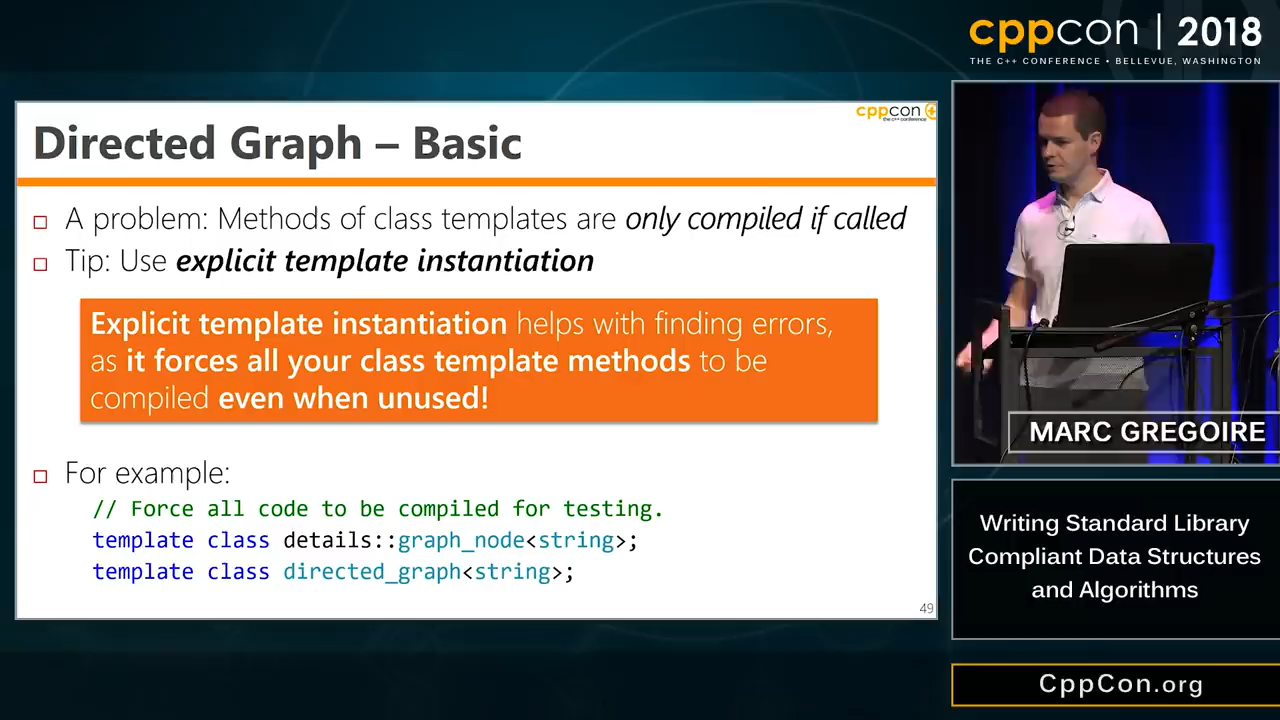 cppcon | 2018
THE C++ CONFERENCE • BELLEVUE, WASHINGTON
cppcon
the c++ conference
Directed Graph – Basic
□ A problem: Methods of class templates are only compiled if called
□ Tip: Use explicit template instantiation
Explicit template instantiation helps with finding errors,
as it forces all your class template methods to be
compiled even when unused!
□ For example:
// Force all code to be compiled for testing.
template class details::graph_node<string>;
template class directed_graph<string>;
49
MARC GREGOIRE
Writing Standard Library
Compliant Data Structures
and Algorithms
CppCon.org